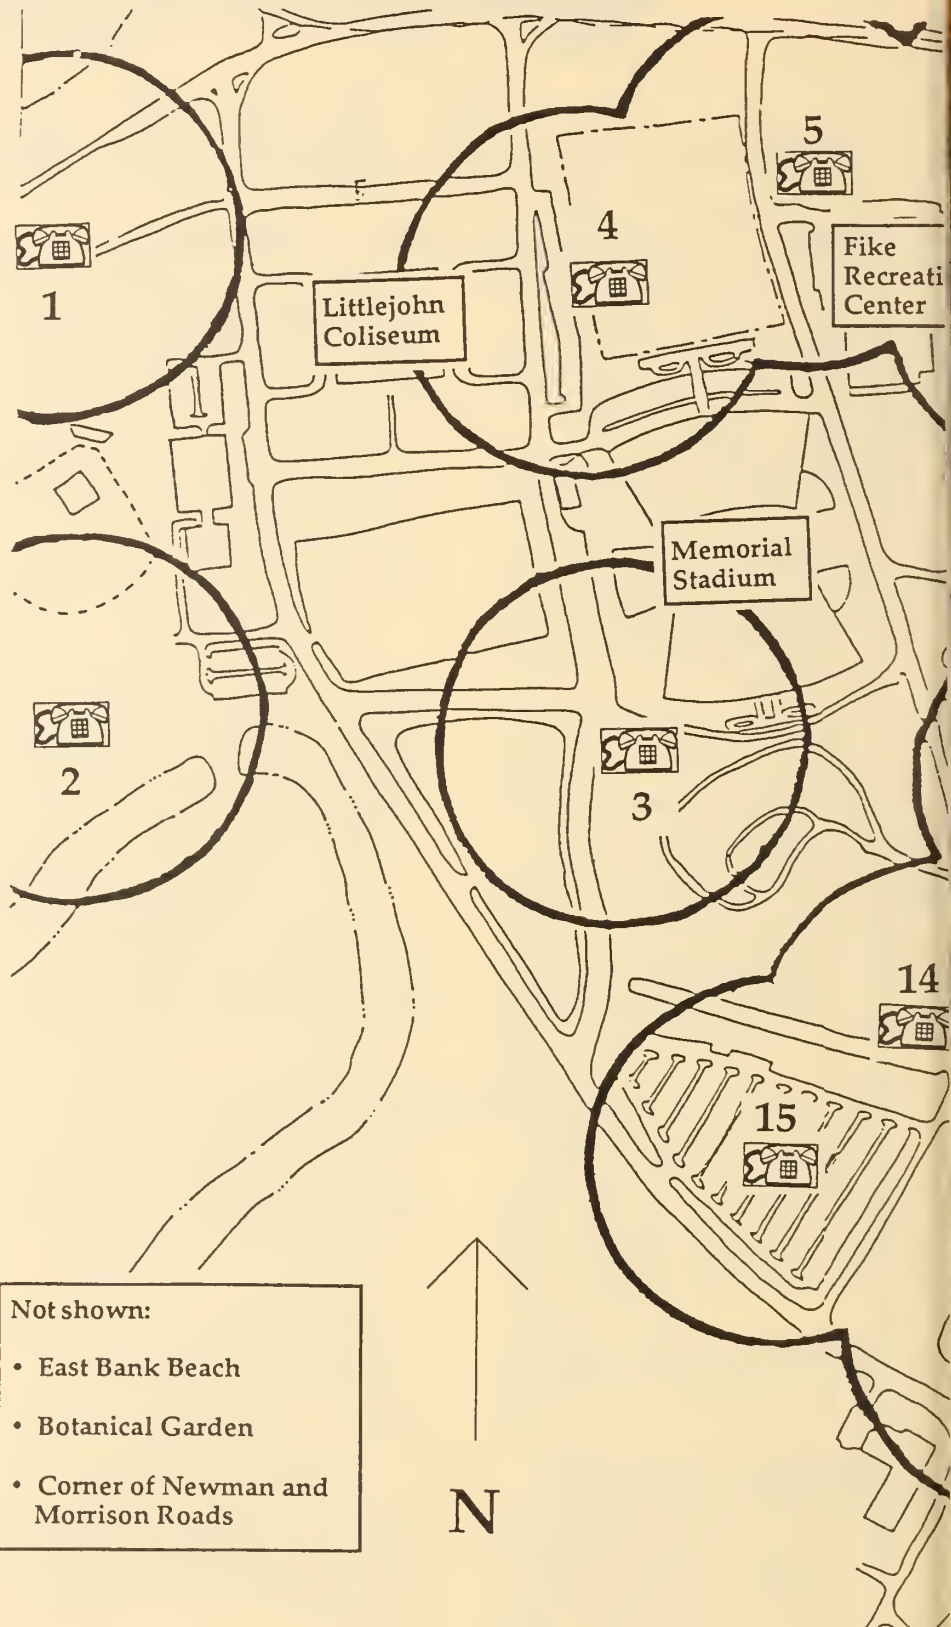 5
4
1
Fike
Recreati
Center
Littlejohn
Coliseum
Memorial
Stadium
2
3
14
15
Not shown:
• East Bank Beach
• Botanical Garden
• Corner of Newman and
Morrison Roads
N